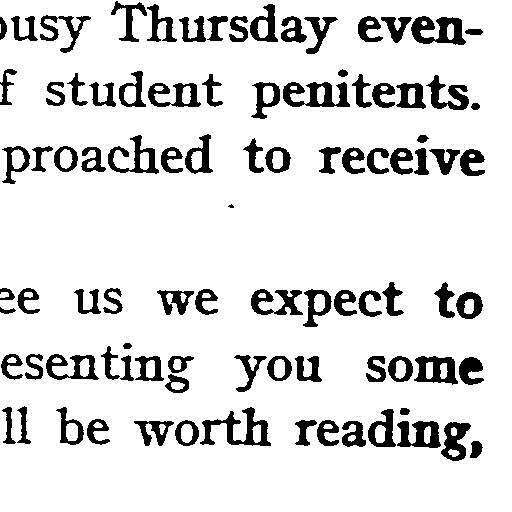 busy Thursday even-
f student penitents.
proached to receive
ee us we expect to
esenting you some
ll be worth reading,